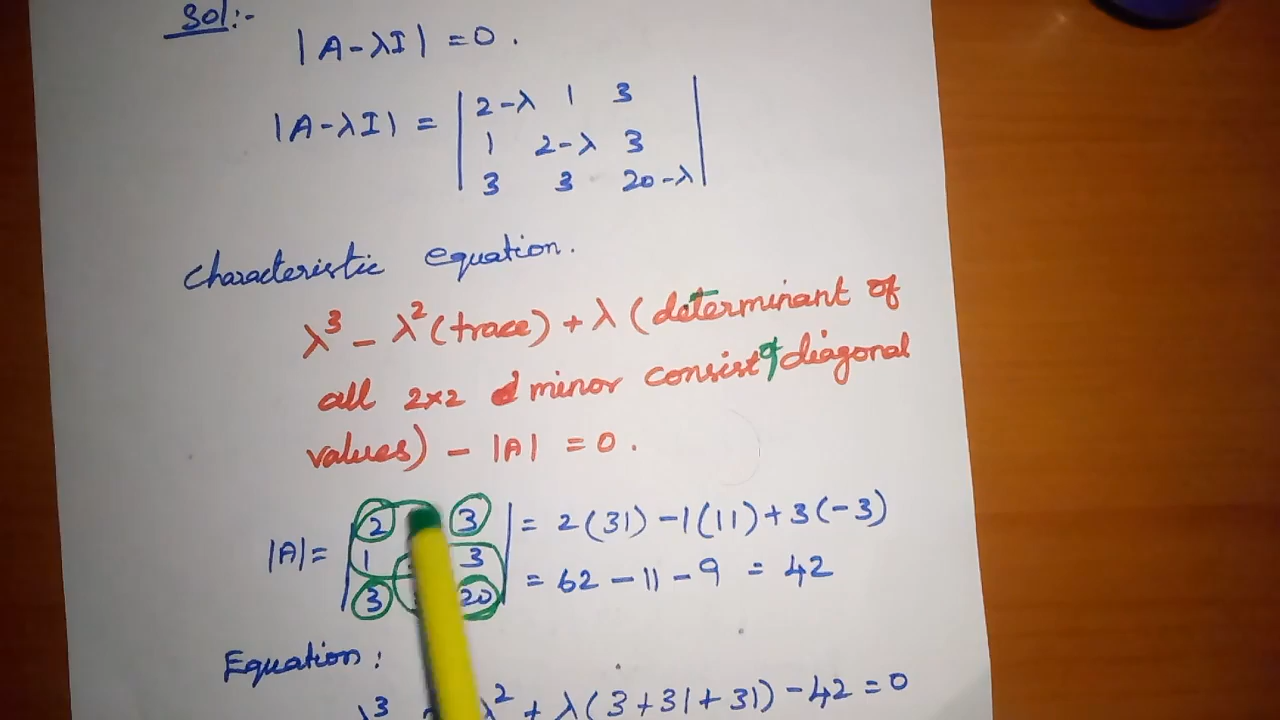 Sol:-
|A-λI| = 0.
|A-λI| = | 2-λ 1 3
1 2-λ 3
3 3 20-λ |
Characteristic equation.
λ³ - λ²(trace) + λ (determinant of
all 2×2 minor consist of diagonal
values) - |A| = 0.
|A| = | 2 3 | = 2(31) - 1(11) + 3(-3)
1 3
3 20 = 62 - 11 - 9 = 42
Equation:
λ³ λ² + λ(3+31+31) - 42 = 0